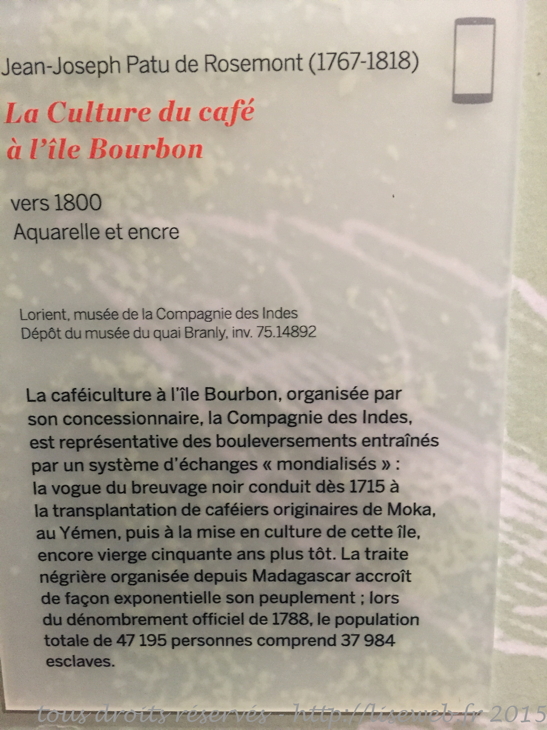 Jean-Joseph Patu de Rosemont (1767-1818)
La Culture du café
à l'île Bourbon
vers 1800
Aquarelle et encre
Lorient, musée de la Compagnie des Indes
Dépôt du musée du quai Branly, inv. 75.14892
La caféiculture à l'île Bourbon, organisée par
son concessionnaire, la Compagnie des Indes,
est représentative des bouleversements entraînés
par un système d'échanges « mondialisés » :
la vogue du breuvage noir conduit dès 1715 à
la transplantation de caféiers originaires de Moka,
au Yémen, puis à la mise en culture de cette île,
encore vierge cinquante ans plus tôt. La traite
négrière organisée depuis Madagascar accroît
de façon exponentielle son peuplement ; lors
du dénombrement officiel de 1788, le population
totale de 47 195 personnes comprend 37 984
esclaves.
tous droits réservés - http://liseweb.fr 2015